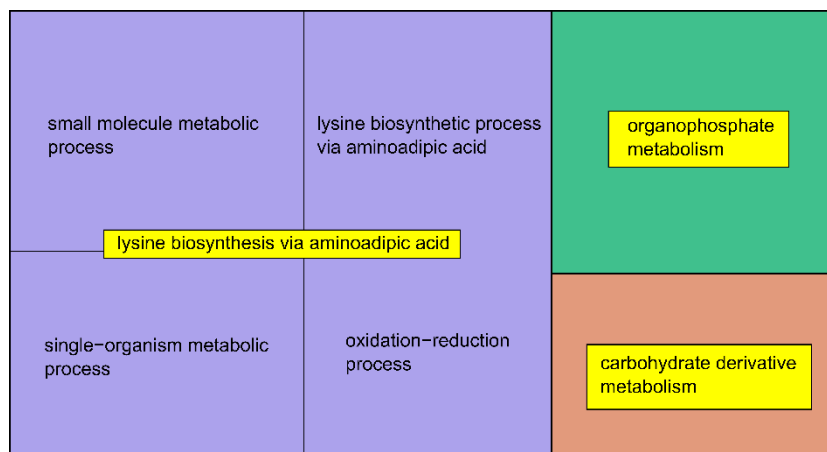 small molecule metabolic
process
lysine biosynthetic process
via aminoadipic acid
organophosphate
metabolism
lysine biosynthesis via aminoadipic acid
single−organism metabolic
process
oxidation−reduction
process
carbohydrate derivative
metabolism